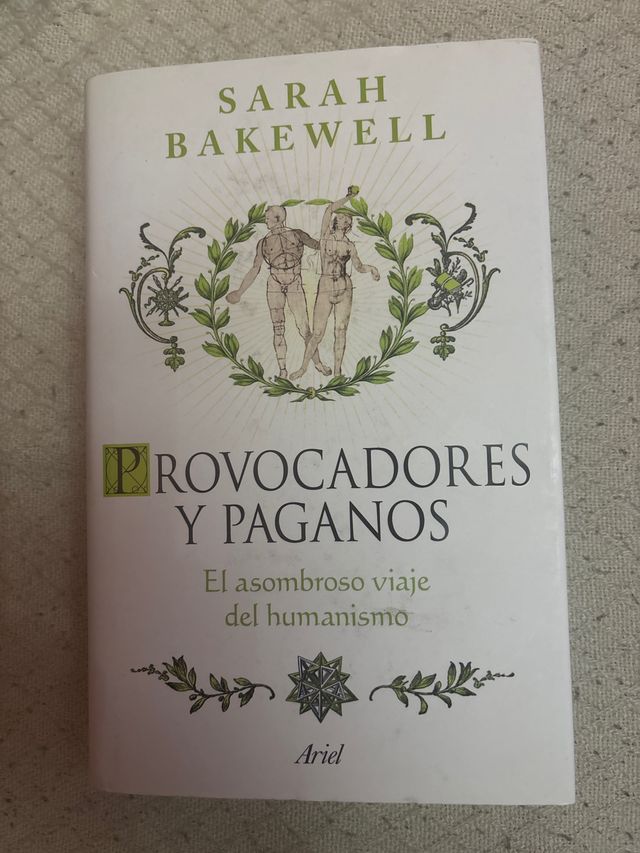 SARAH
BAKEWELL
PROVOCADORES
Y PAGANOS
El asombroso viaje
del humanismo
Ariel